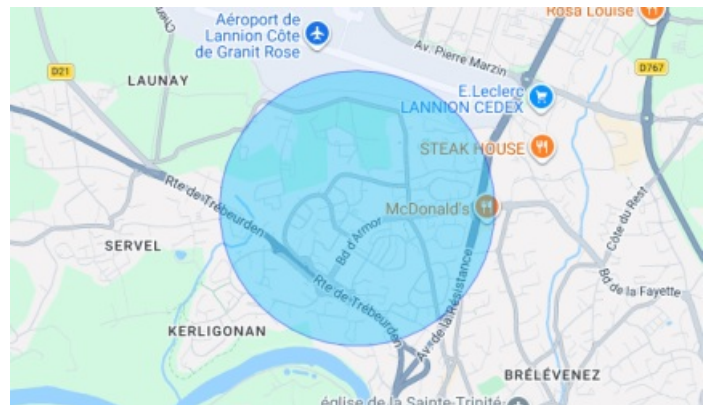 Aéroport de
Lannion Côte
de Granit Rose
Rosa Louise
Av. Pierre Marzin
D21
LAUNAY
D767
E.Leclerc
LANNION CEDEX
STEAK HOUSE
Rte de Trébeurden
McDonald's
Côte du Rest
Bd d'Armor
SERVEL
Rte de Trébeurden
Av. de la Résistance
Bd de la Fayette
KERLIGONAN
BRÉLÉVENEZ
église de la Sainte-Trinité